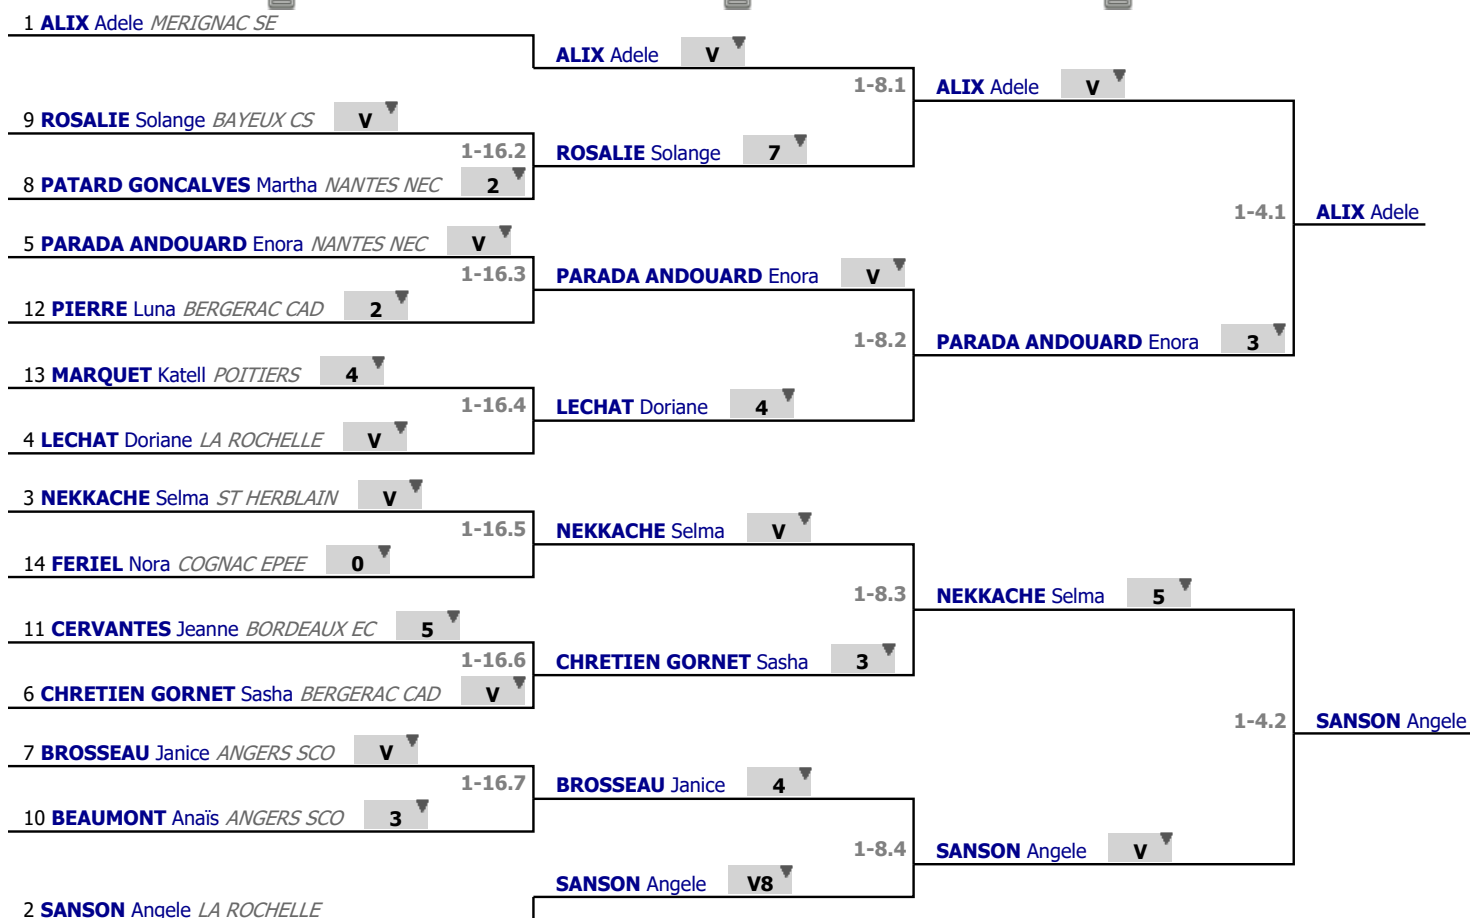 1 ALIX Adele MERIGNAC SE
ALIX Adele V
1-8.1
ALIX Adele V
9 ROSALIE Solange BAYEUX CS V
1-16.2
ROSALIE Solange 7
8 PATARD GONCALVES Martha NANTES NEC 2
1-4.1
ALIX Adele
5 PARADA ANDOUARD Enora NANTES NEC V
1-16.3
PARADA ANDOUARD Enora V
12 PIERRE Luna BERGERAC CAD 2
1-8.2
PARADA ANDOUARD Enora 3
13 MARQUET Katell POITIERS 4
1-16.4
LECHAT Doriane 4
4 LECHAT Doriane LA ROCHELLE V
3 NEKKACHE Selma ST HERBLAIN V
1-16.5
NEKKACHE Selma V
14 FERIEL Nora COGNAC EPEE 0
1-8.3
NEKKACHE Selma 5
11 CERVANTES Jeanne BORDEAUX EC 5
1-16.6
CHRETIEN GORNET Sasha 3
6 CHRETIEN GORNET Sasha BERGERAC CAD V
1-4.2
SANSON Angele
7 BROSSEAU Janice ANGERS SCO V
1-16.7
BROSSEAU Janice 4
10 BEAUMONT Anaïs ANGERS SCO 3
1-8.4
SANSON Angele V
SANSON Angele V8
2 SANSON Angele LA ROCHELLE